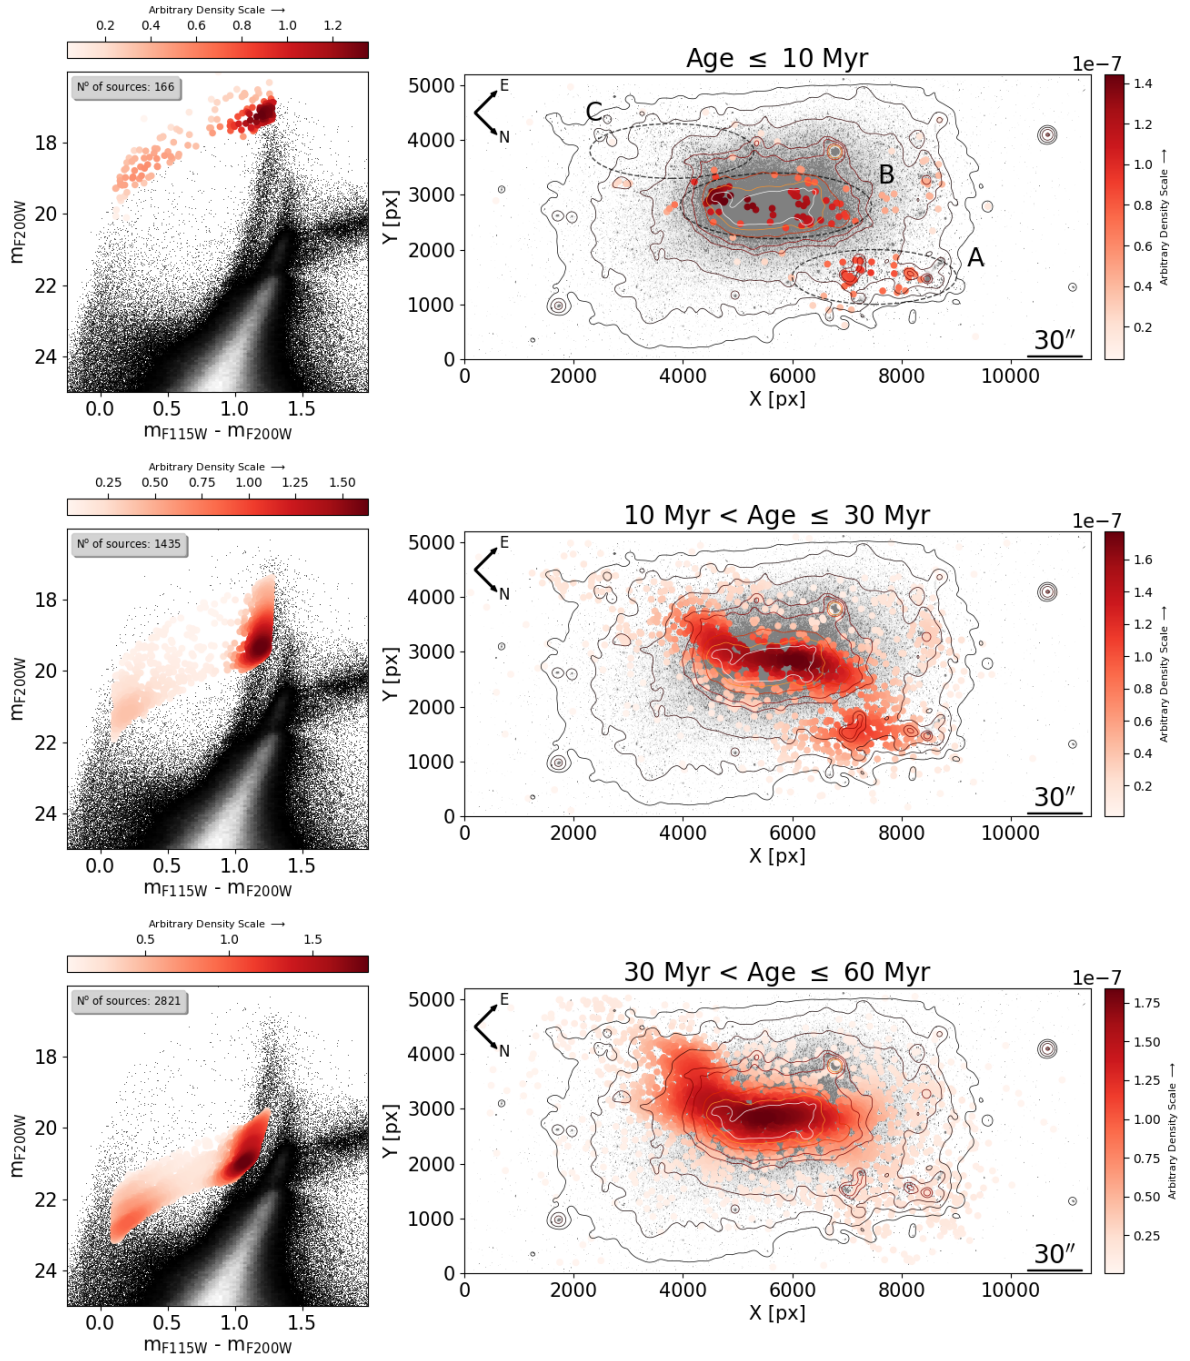 Arbitrary Density Scale →
0.2 0.4 0.6 0.8 1.0 1.2
Nº of sources: 166
18
20
22
24
m_F200W
0.0 0.5 1.0 1.5
m_F115W - m_F200W
Age ≤ 10 Myr
1e−7
5000
4000
3000
2000
1000
0
Y [px]
E
N
C
B
A
30″
0 2000 4000 6000 8000 10000
X [px]
1.4
1.2
1.0
0.8
0.6
0.4
0.2
Arbitrary Density Scale →
Arbitrary Density Scale →
0.25 0.50 0.75 1.00 1.25 1.50
Nº of sources: 1435
18
20
22
24
m_F200W
0.0 0.5 1.0 1.5
m_F115W - m_F200W
10 Myr < Age ≤ 30 Myr
1e−7
5000
4000
3000
2000
1000
0
Y [px]
E
N
30″
0 2000 4000 6000 8000 10000
X [px]
1.6
1.4
1.2
1.0
0.8
0.6
0.4
0.2
Arbitrary Density Scale →
Arbitrary Density Scale →
0.5 1.0 1.5
Nº of sources: 2821
18
20
22
24
m_F200W
0.0 0.5 1.0 1.5
m_F115W - m_F200W
30 Myr < Age ≤ 60 Myr
1e−7
5000
4000
3000
2000
1000
0
Y [px]
E
N
30″
0 2000 4000 6000 8000 10000
X [px]
1.75
1.50
1.25
1.00
0.75
0.50
0.25
Arbitrary Density Scale →